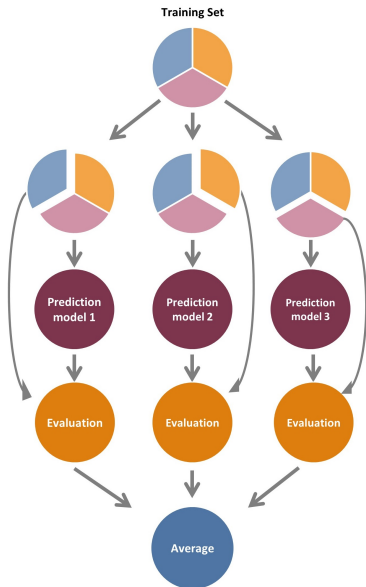 Training Set
Prediction
model 1
Prediction
model 2
Prediction
model 3
Evaluation
Evaluation
Evaluation
Average